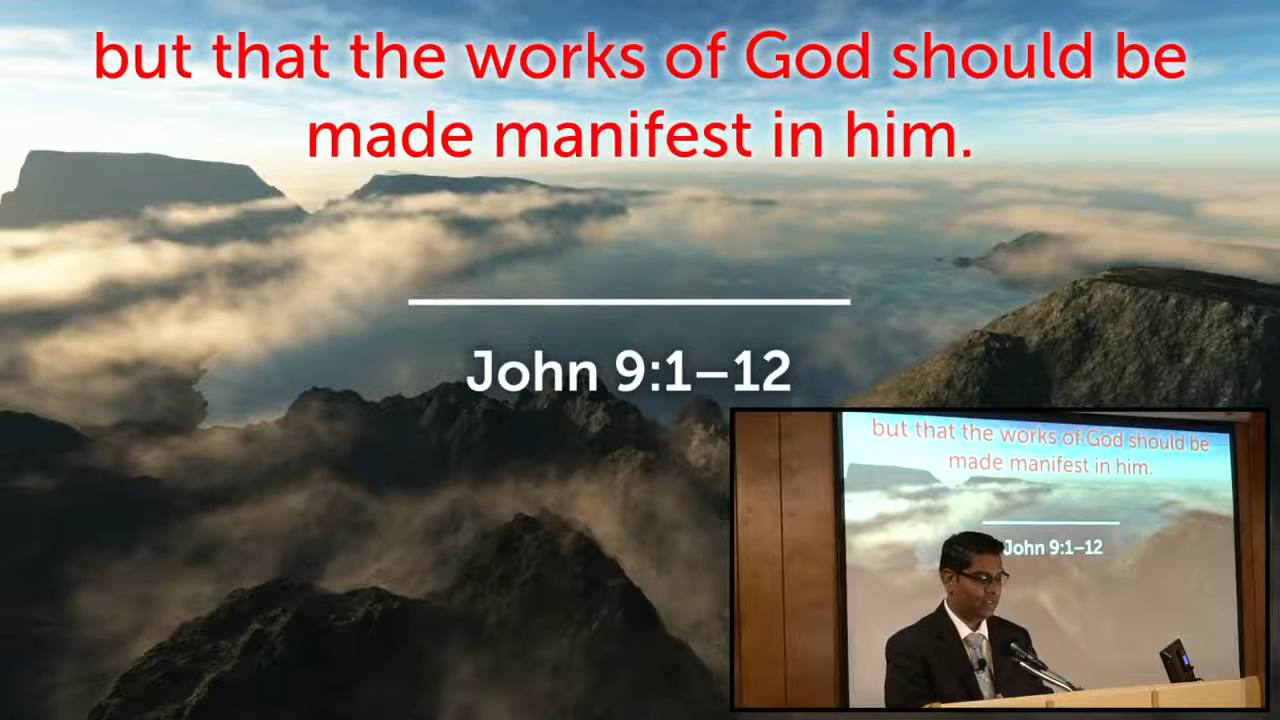 but that the works of God should be
made manifest in him.
John 9:1–12
but that the works of God should be
made manifest in him.
John 9:1–12